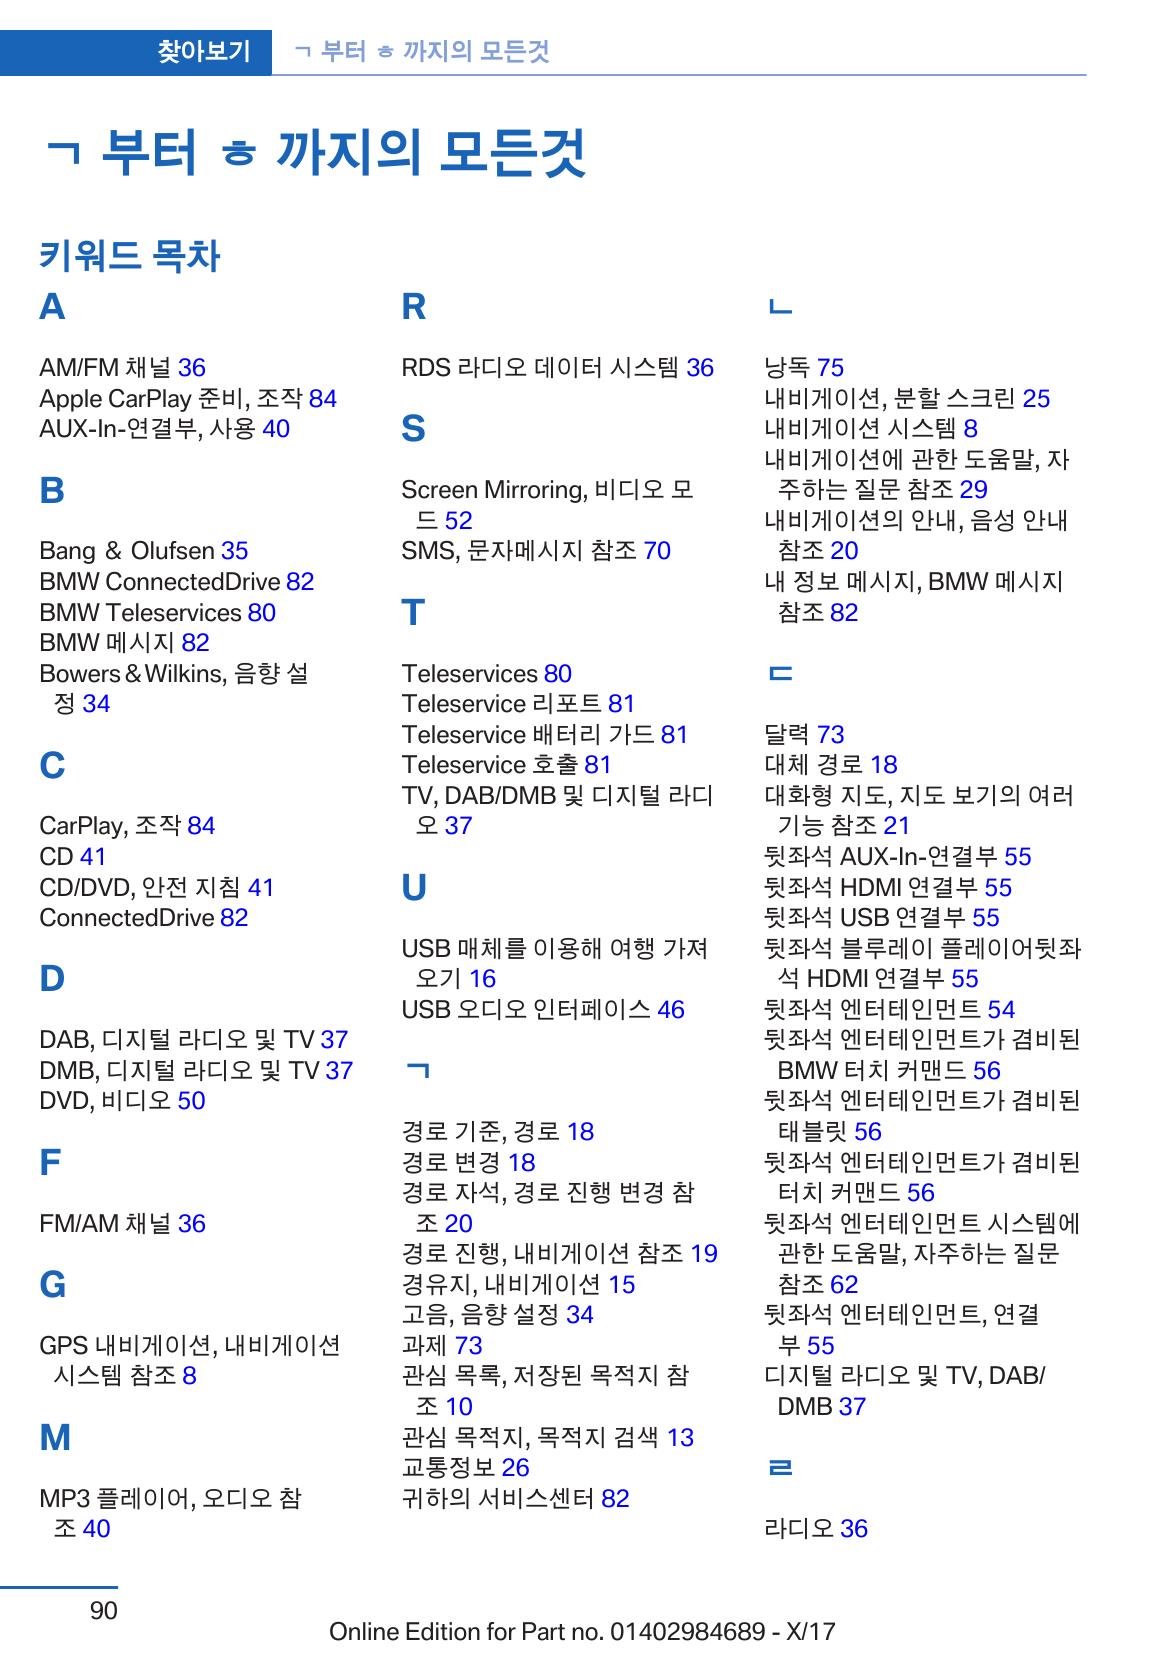 찾아보기
ㄱ 부터 ㅎ 까지의 모든것
ㄱ 부터 ㅎ 까지의 모든것
키워드 목차
A
AM/FM 채널 36
Apple CarPlay 준비, 조작 84
AUX-In-연결부, 사용 40
B
Bang & Olufsen 35
BMW ConnectedDrive 82
BMW Teleservices 80
BMW 메시지 82
Bowers & Wilkins, 음향 설
정 34
C
CarPlay, 조작 84
CD 41
CD/DVD, 안전 지침 41
ConnectedDrive 82
D
DAB, 디지털 라디오 및 TV 37
DMB, 디지털 라디오 및 TV 37
DVD, 비디오 50
F
FM/AM 채널 36
G
GPS 내비게이션, 내비게이션
시스템 참조 8
M
MP3 플레이어, 오디오 참
조 40
R
RDS 라디오 데이터 시스템 36
S
Screen Mirroring, 비디오 모
드 52
SMS, 문자메시지 참조 70
T
Teleservices 80
Teleservice 리포트 81
Teleservice 배터리 가드 81
Teleservice 호출 81
TV, DAB/DMB 및 디지털 라디
오 37
U
USB 매체를 이용해 여행 가져
오기 16
USB 오디오 인터페이스 46
ㄱ
경로 기준, 경로 18
경로 변경 18
경로 자석, 경로 진행 변경 참
조 20
경로 진행, 내비게이션 참조 19
경유지, 내비게이션 15
고음, 음향 설정 34
과제 73
관심 목록, 저장된 목적지 참
조 10
관심 목적지, 목적지 검색 13
교통정보 26
귀하의 서비스센터 82
ㄴ
낭독 75
내비게이션, 분할 스크린 25
내비게이션 시스템 8
내비게이션에 관한 도움말, 자
주하는 질문 참조 29
내비게이션의 안내, 음성 안내
참조 20
내 정보 메시지, BMW 메시지
참조 82
ㄷ
달력 73
대체 경로 18
대화형 지도, 지도 보기의 여러
기능 참조 21
뒷좌석 AUX-In-연결부 55
뒷좌석 HDMI 연결부 55
뒷좌석 USB 연결부 55
뒷좌석 블루레이 플레이어뒷좌
석 HDMI 연결부 55
뒷좌석 엔터테인먼트 54
뒷좌석 엔터테인먼트가 겸비된
BMW 터치 커맨드 56
뒷좌석 엔터테인먼트가 겸비된
태블릿 56
뒷좌석 엔터테인먼트가 겸비된
터치 커맨드 56
뒷좌석 엔터테인먼트 시스템에
관한 도움말, 자주하는 질문
참조 62
뒷좌석 엔터테인먼트, 연결
부 55
디지털 라디오 및 TV, DAB/
DMB 37
ㄹ
라디오 36
90
Online Edition for Part no. 01402984689 - X/17